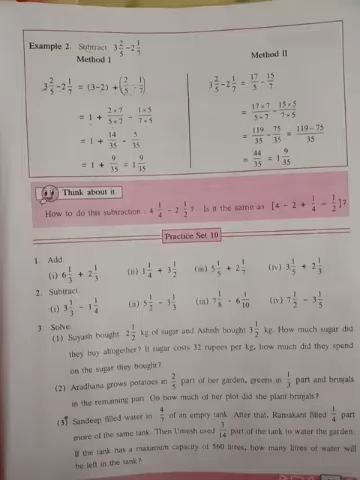 Example 2. Subtract 3 2/5 − 2 1/7
Method I
3 2/5 − 2 1/7 = (3−2) + (2/5 − 1/7)
= 1 + 2×7/5×7 − 1×5/7×5
= 1 + 14/35 − 5/35
= 1 + 9/35 = 1 9/35
Method II
3 2/5 − 2 1/7 = 17/5 − 15/7
= 17×7/5×7 − 15×5/7×5
= 119/35 − 75/35 = 119−75/35
= 44/35 = 1 9/35
Think about it.
How to do this subtraction : 4 1/4 − 2 1/2 ? Is it the same as [4 − 2 + 1/4 − 1/2] ?
Practice Set 10
1. Add.
(i) 6 1/3 + 2 1/3 (ii) 1 1/4 + 3 1/2 (iii) 5 1/5 + 2 1/7 (iv) 3 1/5 + 2 1/3
2. Subtract.
(i) 3 1/3 − 1 1/4 (ii) 5 1/2 − 3 1/3 (iii) 7 1/8 − 6 1/10 (iv) 7 1/2 − 3 1/5
3. Solve.
(1) Suyash bought 2 1/2 kg of sugar and Ashish bought 3 1/2 kg. How much sugar did
they buy altogether? If sugar costs 32 rupees per kg, how much did they spend
on the sugar they bought?
(2) Aradhana grows potatoes in 2/5 part of her garden, greens in 1/3 part and brinjals
in the remaining part. On how much of her plot did she plant brinjals?
(3) Sandeep filled water in 4/7 of an empty tank. After that, Ramakant filled 1/4 part
more of the same tank. Then Umesh used 3/14 part of the tank to water the garden.
If the tank has a maximum capacity of 560 litres, how many litres of water will
be left in the tank?